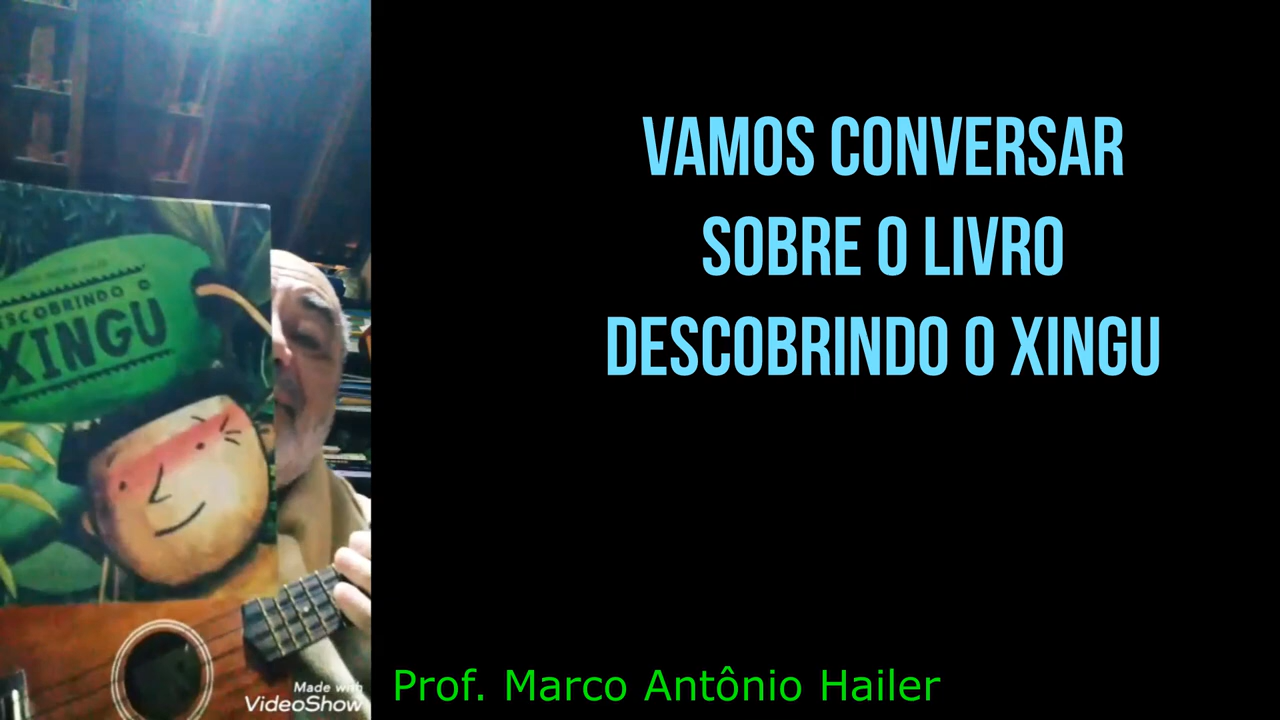 VAMOS CONVERSAR
SOBRE O LIVRO
DESCOBRINDO O XINGU
XINGU
Made with
VideoShow
Prof. Marco Antônio Hailer